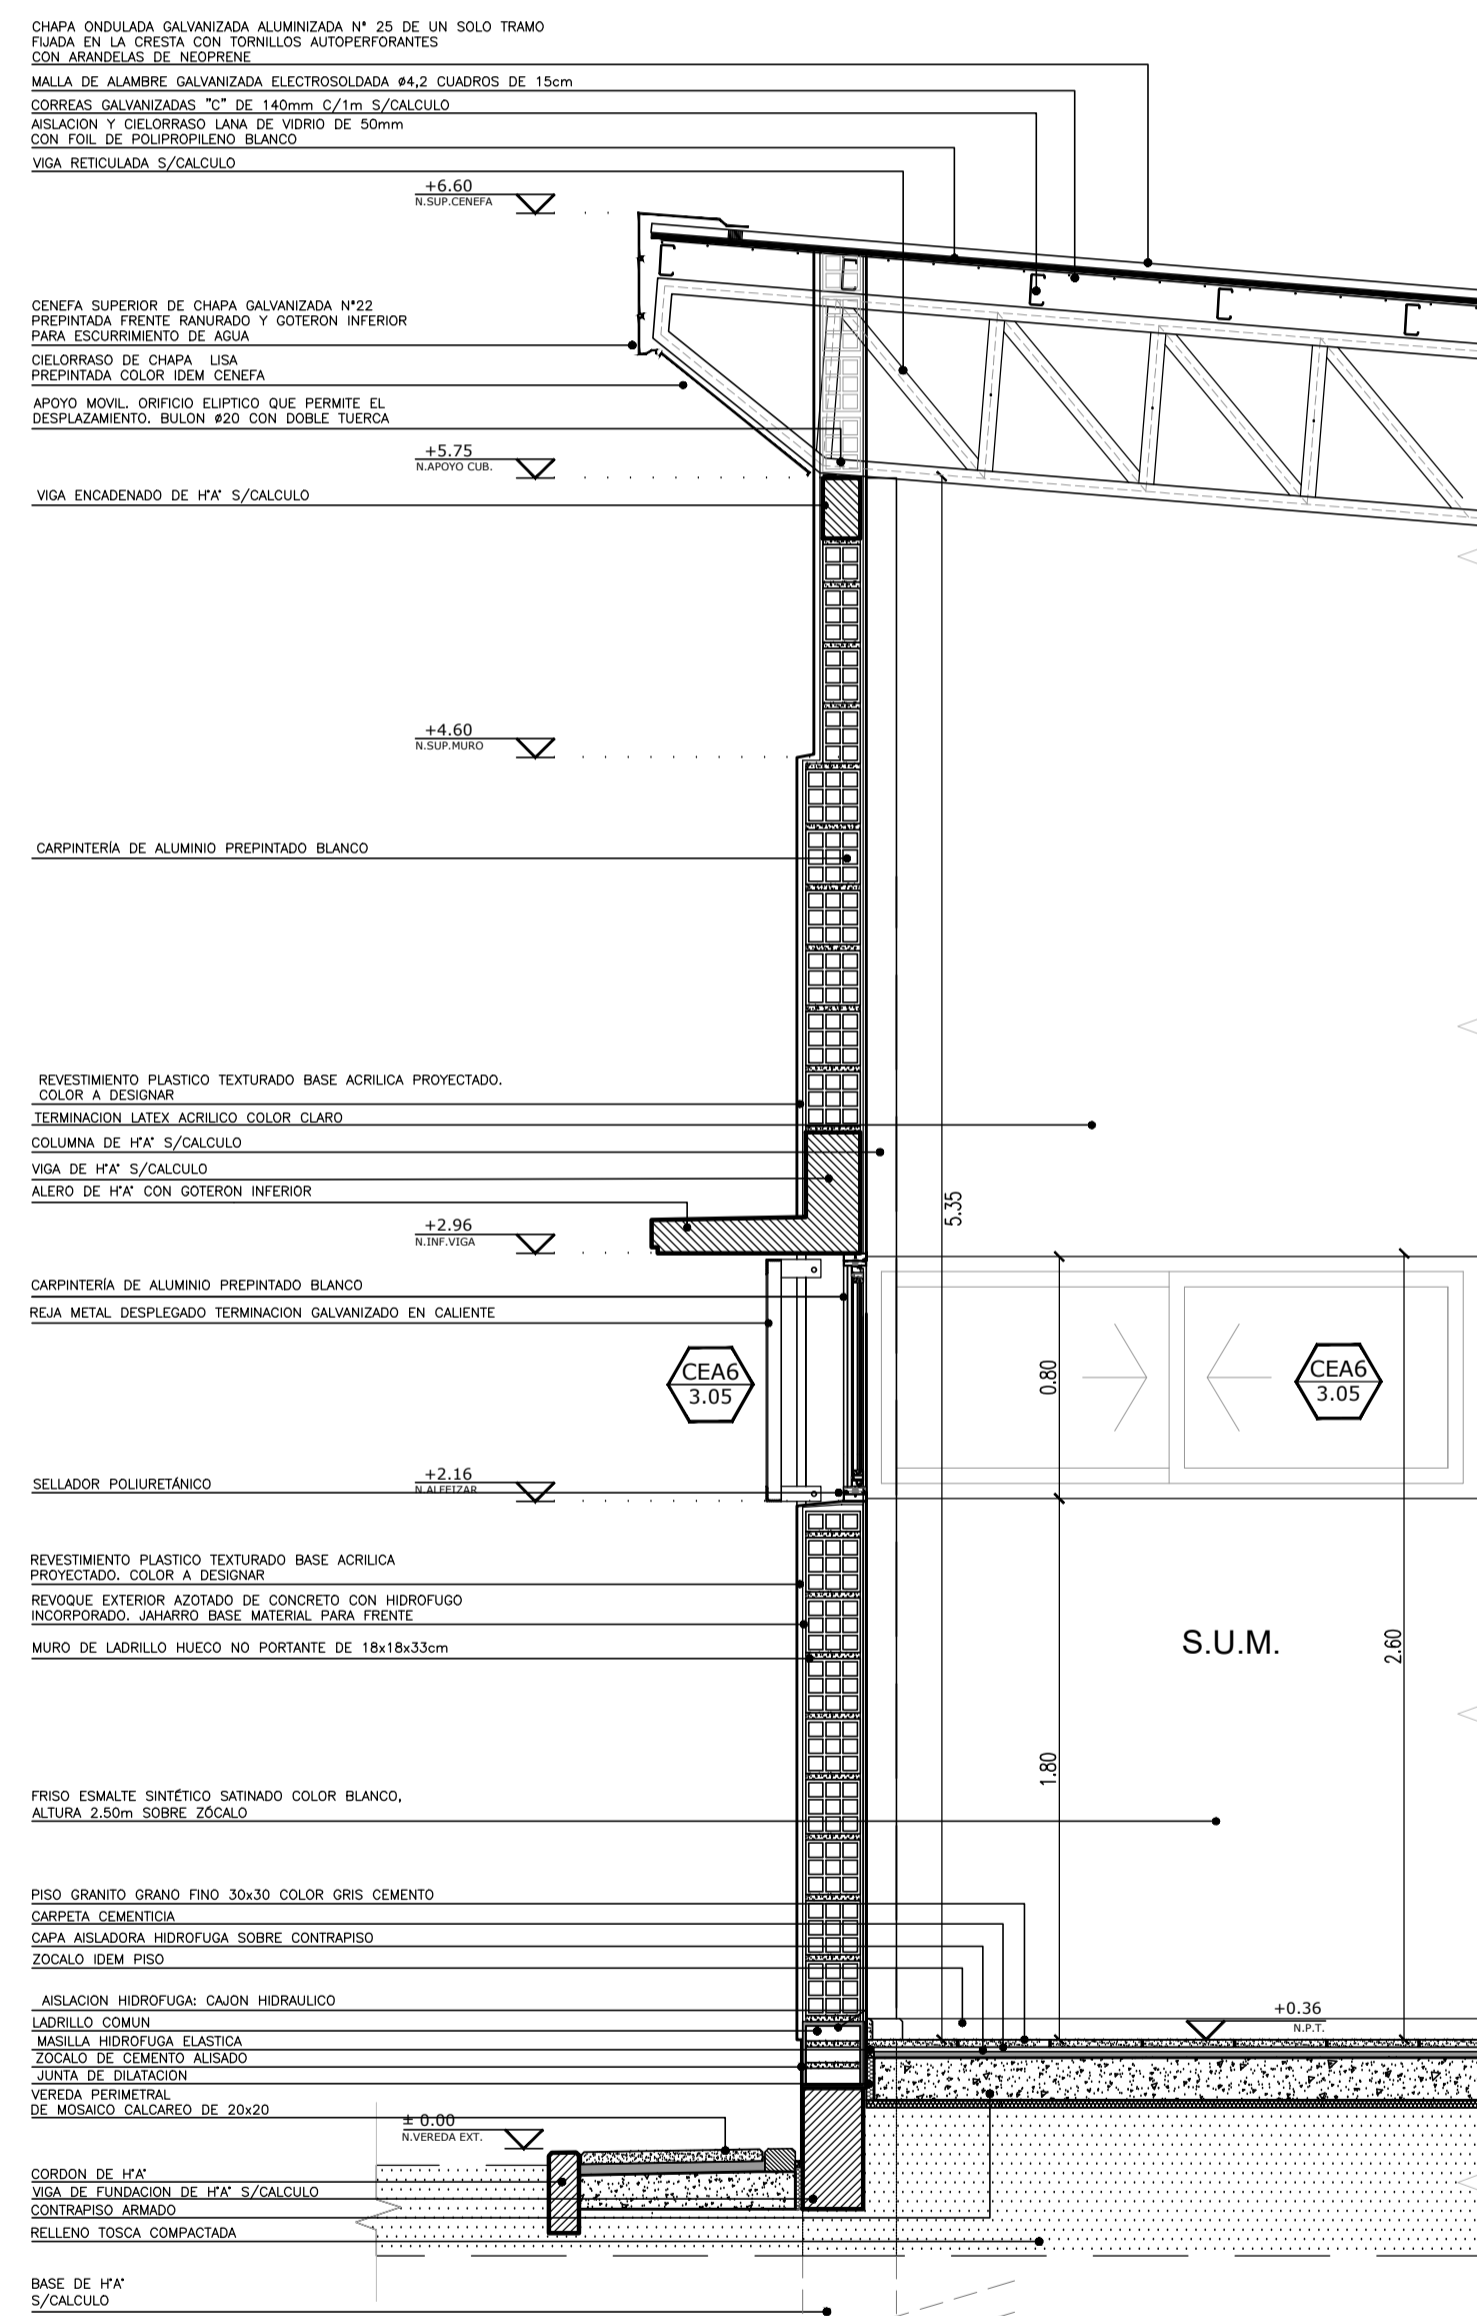 CHAPA ONDULADA GALVANIZADA ALUMINIZADA N° 25 DE UN SOLO TRAMO
FIJADA EN LA CRESTA CON TORNILLOS AUTOPERFORANTES
CON ARANDELAS DE NEOPRENE
MALLA DE ALAMBRE GALVANIZADA ELECTROSOLDADA ø4,2 CUADROS DE 15cm
CORREAS GALVANIZADAS "C" DE 140mm C/1m S/CALCULO
AISLACION Y CIELORRASO LANA DE VIDRIO DE 50mm
CON FOIL DE POLIPROPILENO BLANCO
VIGA RETICULADA S/CALCULO
+6.60
N.SUP.CENEFA
CENEFA SUPERIOR DE CHAPA GALVANIZADA N°22
PREPINTADA FRENTE RANURADO Y GOTERON INFERIOR
PARA ESCURRIMIENTO DE AGUA
CIELORRASO DE CHAPA LISA
PREPINTADA COLOR IDEM CENEFA
APOYO MOVIL. ORIFICIO ELIPTICO QUE PERMITE EL
DESPLAZAMIENTO. BULON ø20 CON DOBLE TUERCA
+5.75
N.APOYO CUB.
VIGA ENCADENADO DE H°A° S/CALCULO
+4.60
N.SUP.MURO
CARPINTERÍA DE ALUMINIO PREPINTADO BLANCO
REVESTIMIENTO PLASTICO TEXTURADO BASE ACRILICA PROYECTADO.
COLOR A DESIGNAR
TERMINACION LATEX ACRILICO COLOR CLARO
COLUMNA DE H°A° S/CALCULO
VIGA DE H°A° S/CALCULO
ALERO DE H°A° CON GOTERON INFERIOR
5.35
+2.96
N.INF.VIGA
CARPINTERÍA DE ALUMINIO PREPINTADO BLANCO
REJA METAL DESPLEGADO TERMINACION GALVANIZADO EN CALIENTE
CEA6
3.05
0.80
CEA6
3.05
SELLADOR POLIURETÁNICO
+2.16
N.ALFEIZAR
REVESTIMIENTO PLASTICO TEXTURADO BASE ACRILICA
PROYECTADO. COLOR A DESIGNAR
REVOQUE EXTERIOR AZOTADO DE CONCRETO CON HIDROFUGO
INCORPORADO. JAHARRO BASE MATERIAL PARA FRENTE
MURO DE LADRILLO HUECO NO PORTANTE DE 18x18x33cm
S.U.M.
2.60
1.80
FRISO ESMALTE SINTÉTICO SATINADO COLOR BLANCO,
ALTURA 2.50m SOBRE ZÓCALO
PISO GRANITO GRANO FINO 30x30 COLOR GRIS CEMENTO
CARPETA CEMENTICIA
CAPA AISLADORA HIDROFUGA SOBRE CONTRAPISO
ZOCALO IDEM PISO
AISLACION HIDROFUGA: CAJON HIDRAULICO
+0.36
N.P.T.
LADRILLO COMUN
MASILLA HIDROFUGA ELASTICA
ZOCALO DE CEMENTO ALISADO
JUNTA DE DILATACION
VEREDA PERIMETRAL
DE MOSAICO CALCAREO DE 20x20
± 0.00
N.VEREDA EXT.
CORDON DE H°A°
VIGA DE FUNDACION DE H°A° S/CALCULO
CONTRAPISO ARMADO
RELLENO TOSCA COMPACTADA
BASE DE H°A°
S/CALCULO